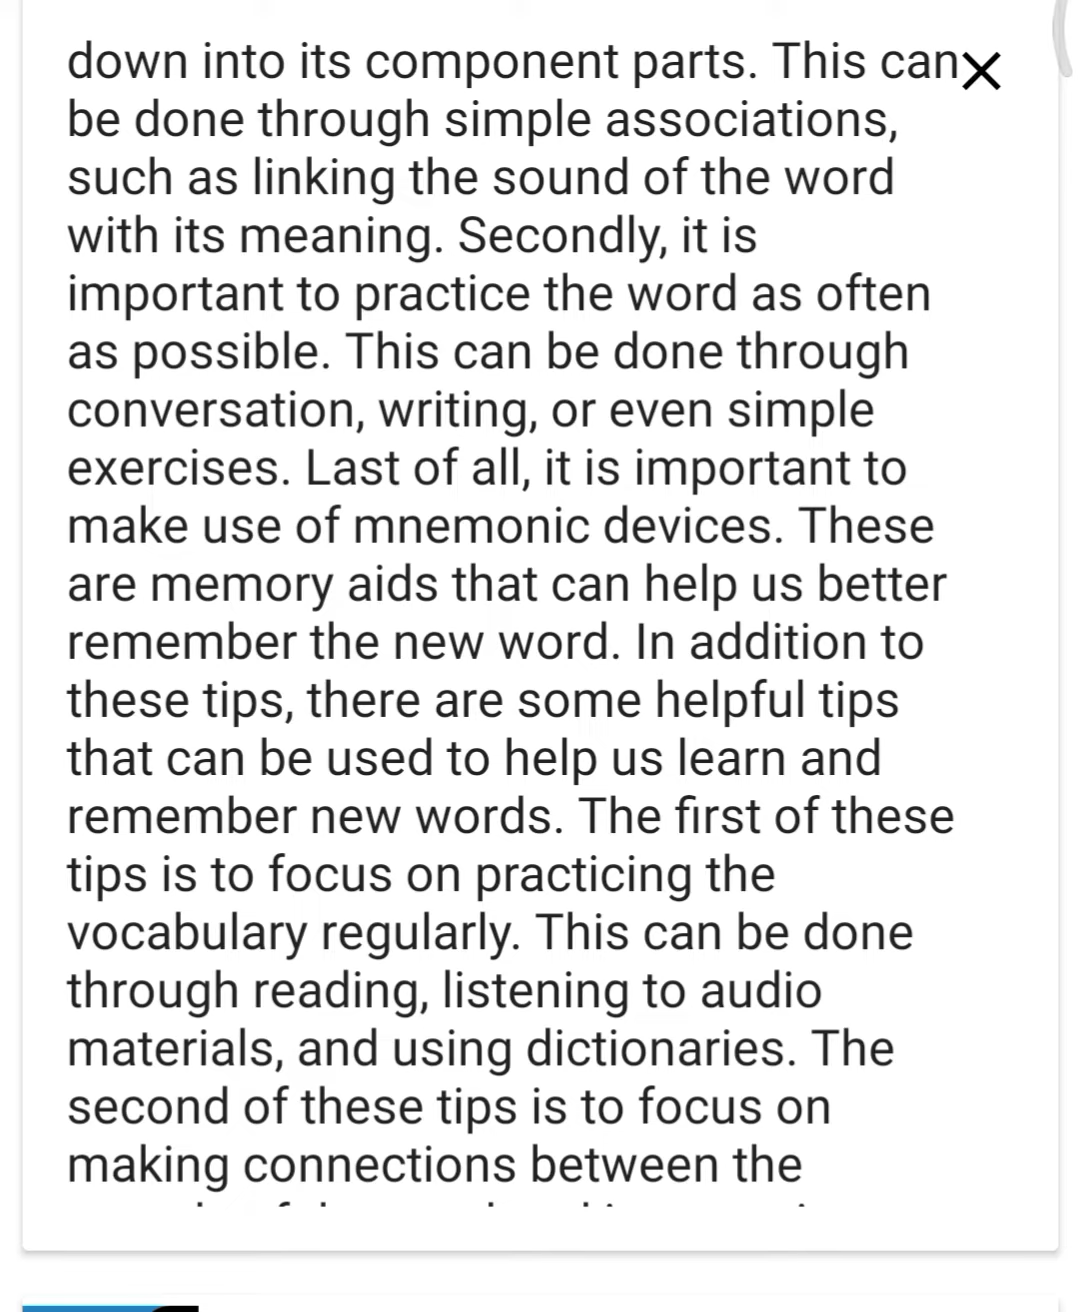 down into its component parts. This can
be done through simple associations,
such as linking the sound of the word
with its meaning. Secondly, it is
important to practice the word as often
as possible. This can be done through
conversation, writing, or even simple
exercises. Last of all, it is important to
make use of mnemonic devices. These
are memory aids that can help us better
remember the new word. In addition to
these tips, there are some helpful tips
that can be used to help us learn and
remember new words. The first of these
tips is to focus on practicing the
vocabulary regularly. This can be done
through reading, listening to audio
materials, and using dictionaries. The
second of these tips is to focus on
making connections between the